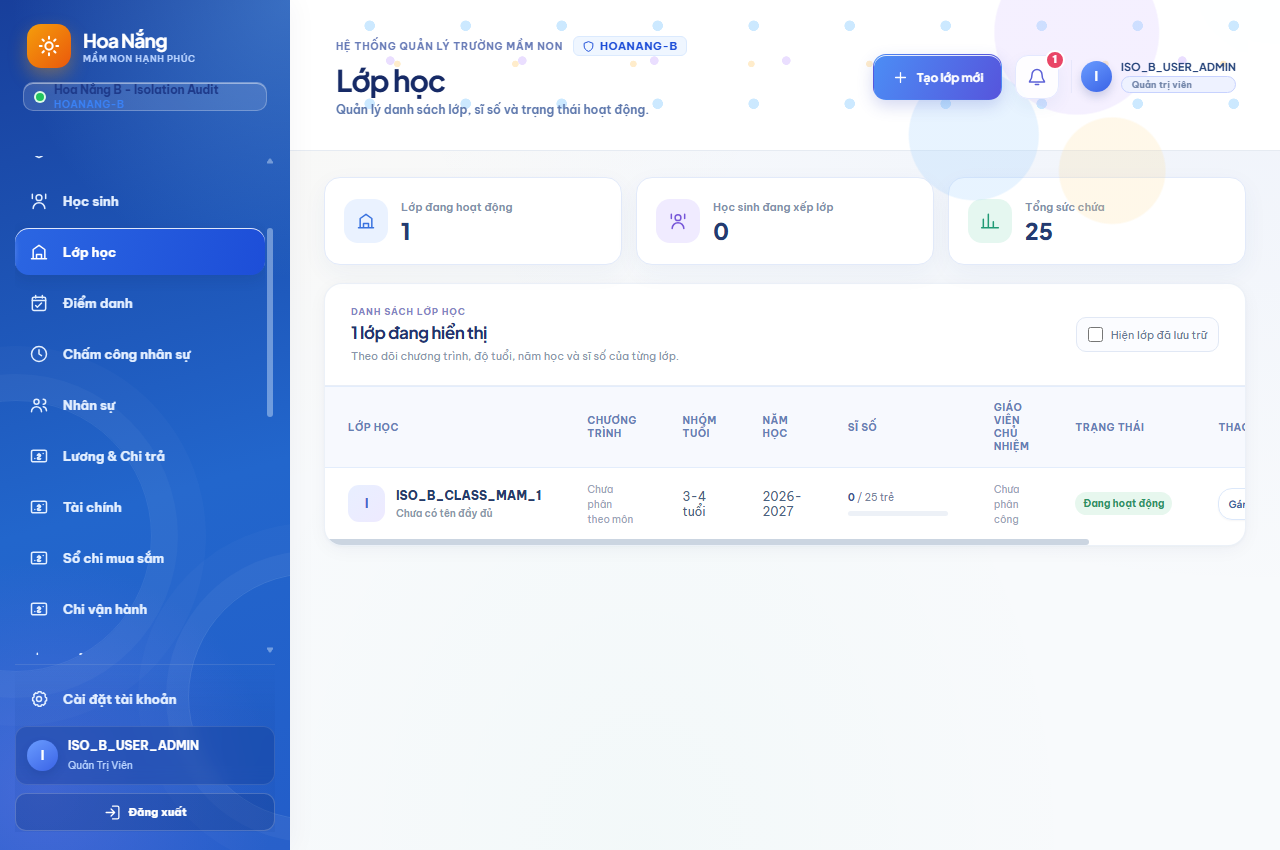 Hoa Nắng
MẦM NON HẠNH PHÚC
Hoa Nắng B - Isolation Audit
HOANANG-B
Học sinh
Lớp học
Điểm danh
Chấm công nhân sự
Nhân sự
Lương & Chi trả
Tài chính
Sổ chi mua sắm
Chi vận hành
Cài đặt tài khoản
I
ISO_B_USER_ADMIN
Quản Trị Viên
Đăng xuất
HỆ THỐNG QUẢN LÝ TRƯỜNG MẦM NON
HOANANG-B
Lớp học
Quản lý danh sách lớp, sĩ số và trạng thái hoạt động.
Tạo lớp mới
1
I
ISO_B_USER_ADMIN
Quản trị viên
Lớp đang hoạt động
1
Học sinh đang xếp lớp
0
Tổng sức chứa
25
DANH SÁCH LỚP HỌC
1 lớp đang hiển thị
Theo dõi chương trình, độ tuổi, năm học và sĩ số của từng lớp.
Hiện lớp đã lưu trữ
LỚP HỌC
CHƯƠNG
TRÌNH
NHÓM
TUỔI
NĂM
HỌC
SĨ SỐ
GIÁO
VIÊN
CHỦ
NHIỆM
TRẠNG THÁI
THAO
I
ISO_B_CLASS_MAM_1
Chưa có tên đầy đủ
Chưa
phân
theo môn
3-4
tuổi
2026-
2027
0 / 25 trẻ
Chưa
phân
công
Đang hoạt động